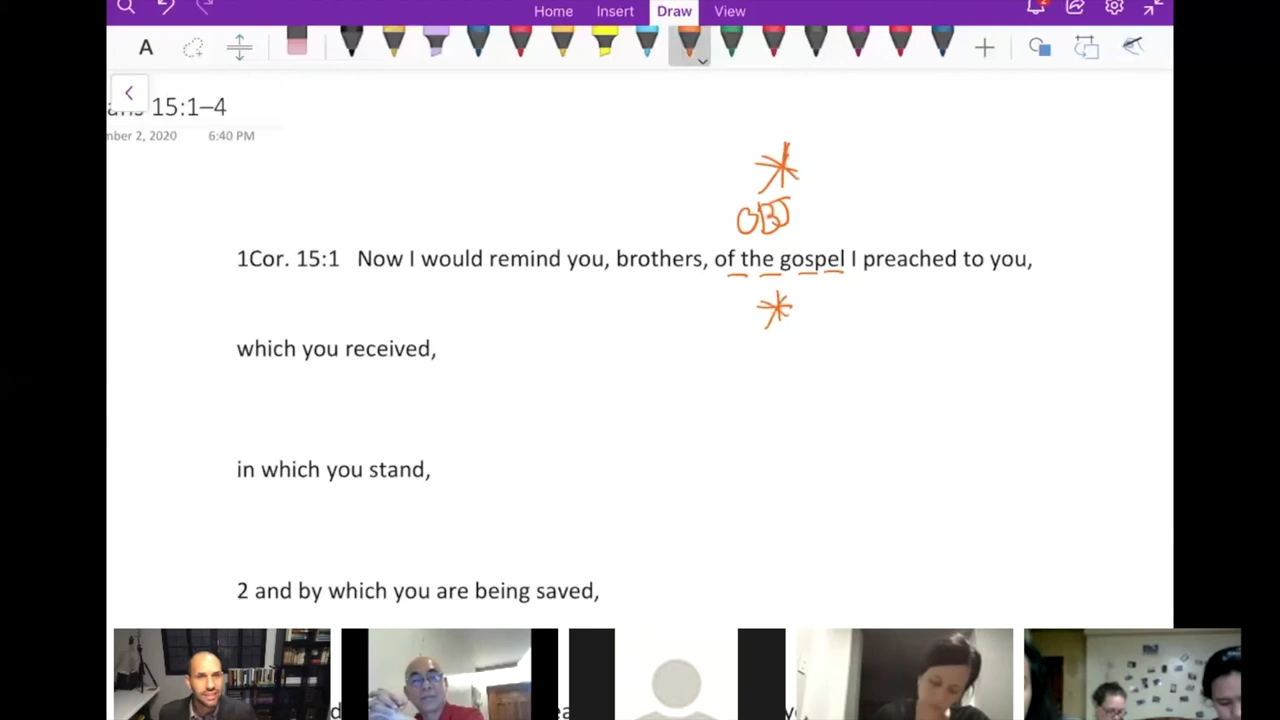 Home Insert Draw View
A
15:1–4
2, 2020 6:40 PM
OBJ
1Cor. 15:1 Now I would remind you, brothers, of the gospel I preached to you,
which you received,
in which you stand,
2 and by which you are being saved,